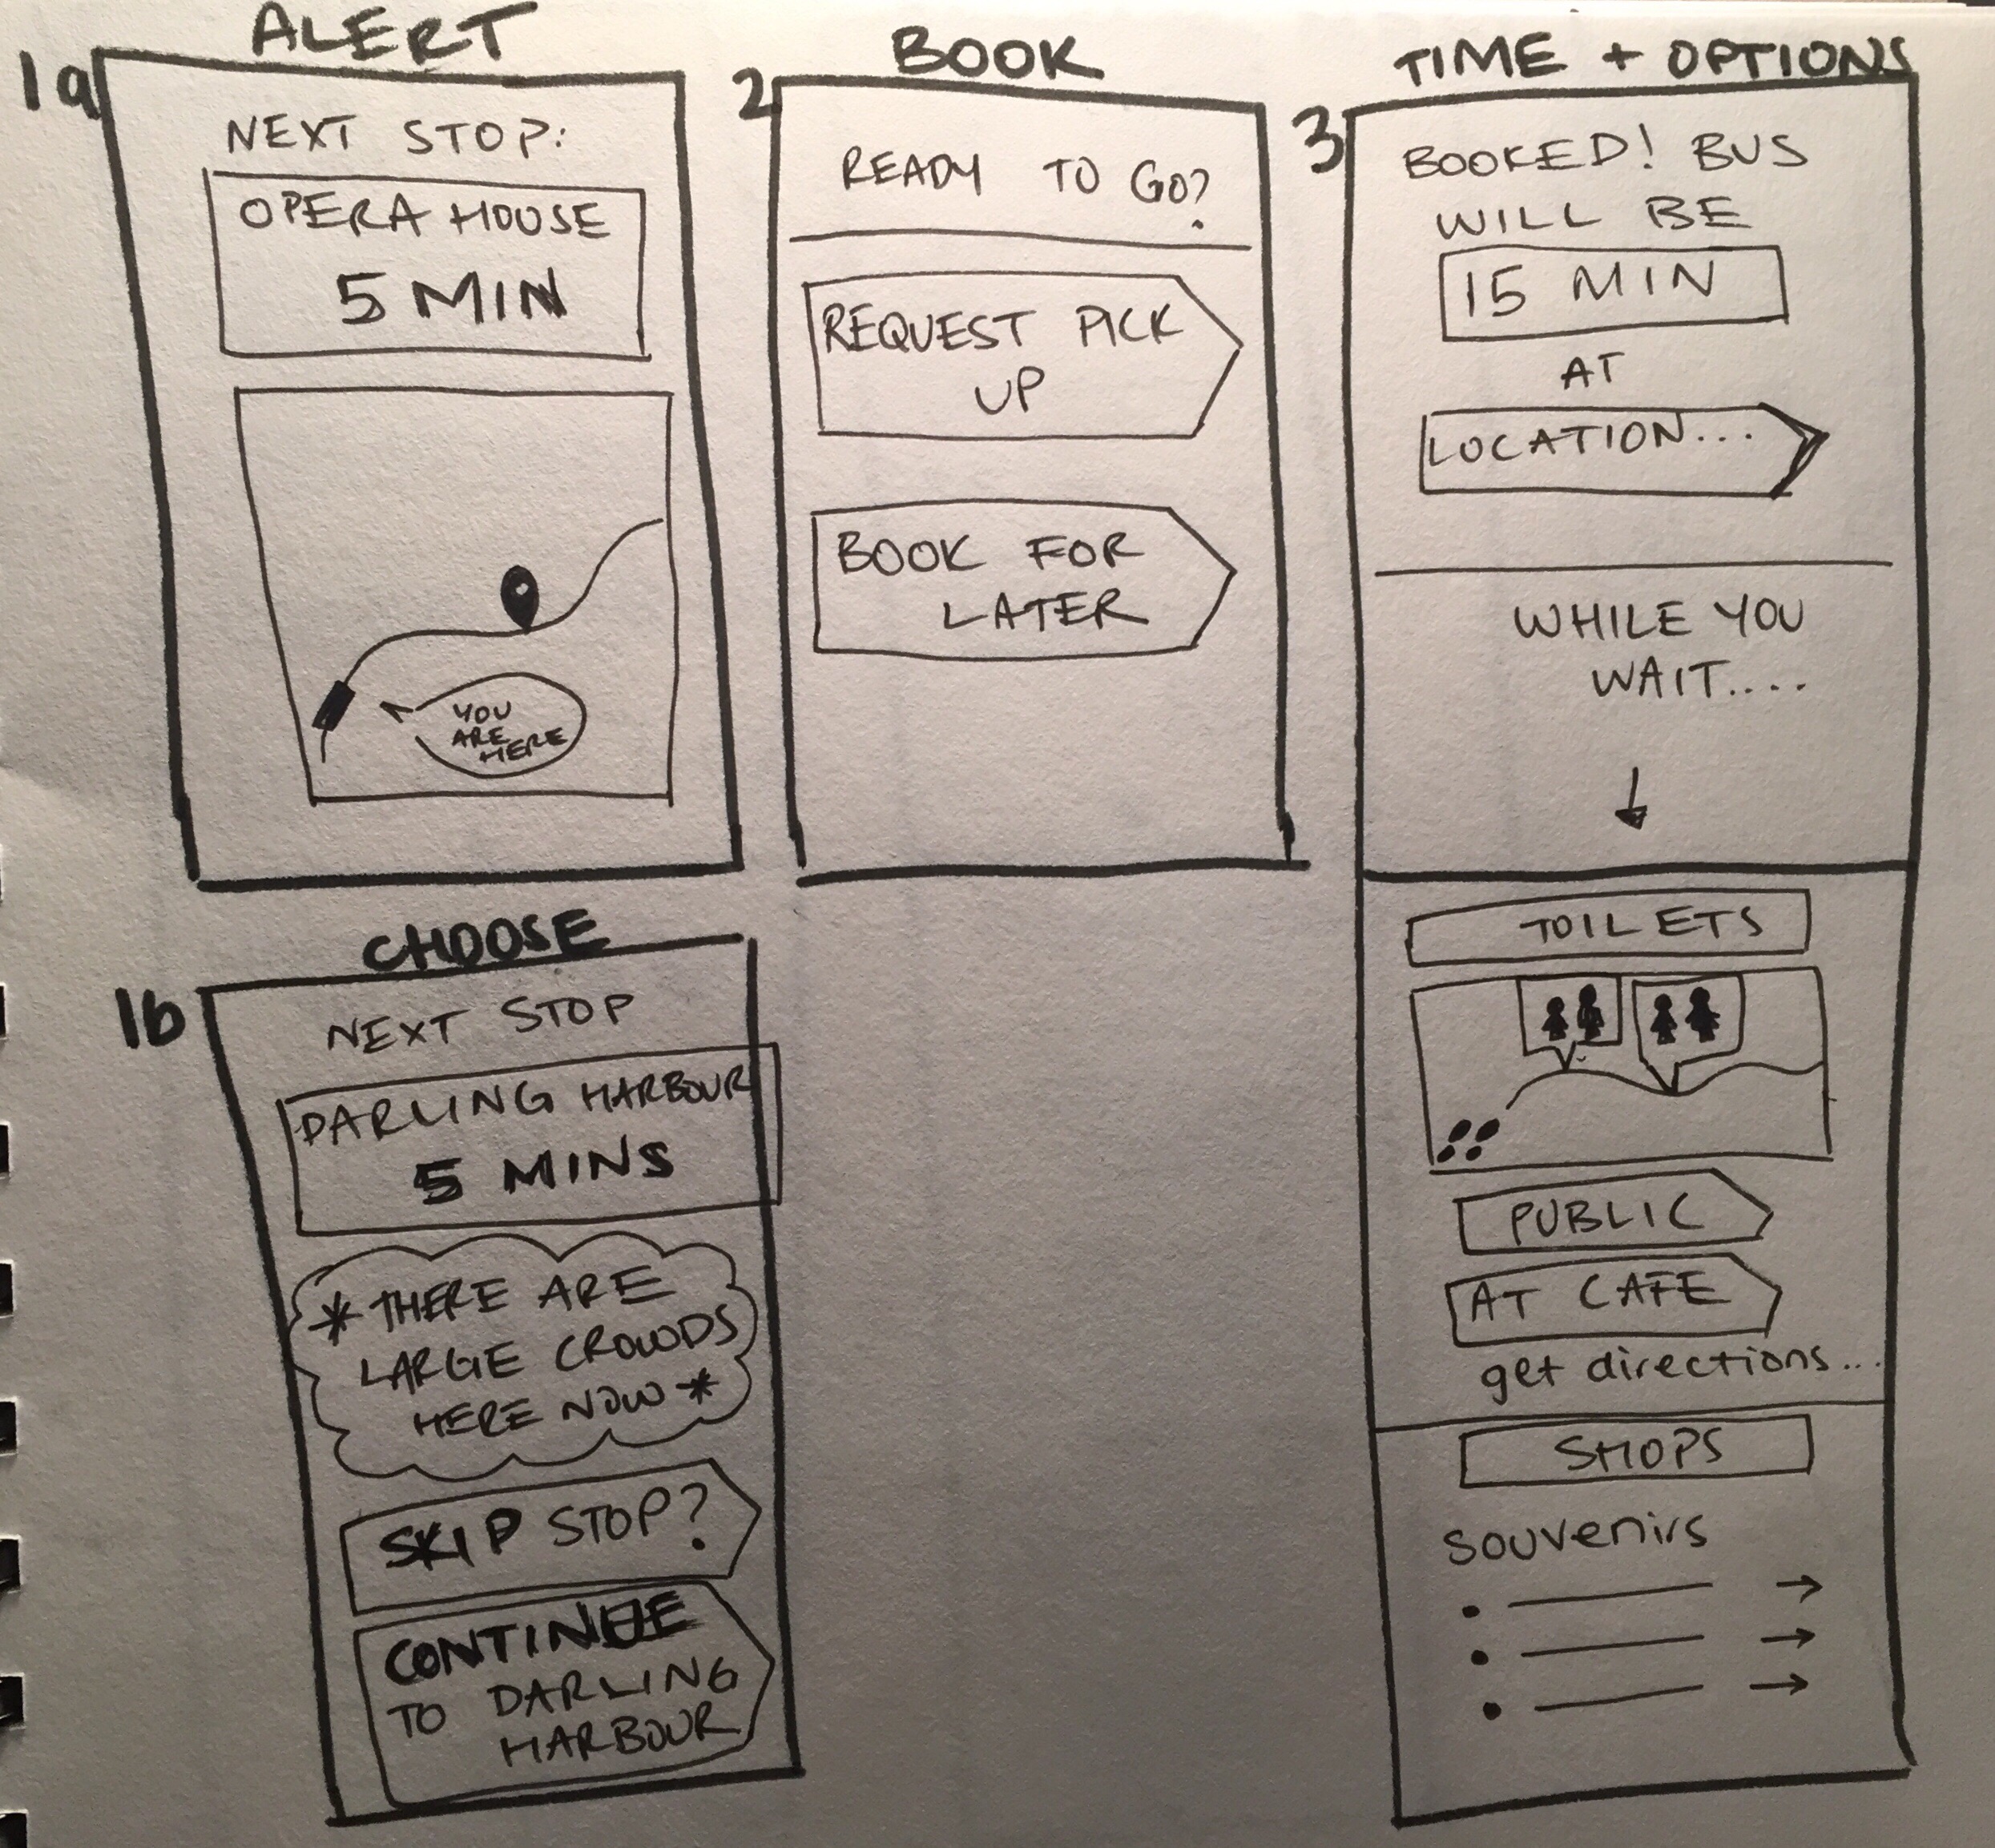 ALERT
1a
NEXT STOP:
OPERA HOUSE
5 MIN
YOU
ARE
HERE
CHOOSE
1b
NEXT STOP
DARLING HARBOUR
5 MINS
* THERE ARE
LARGE CROWDS
HERE NOW *
SKIP STOP?
CONTINUE
TO DARLING
HARBOUR
BOOK
2
READY TO GO?
REQUEST PICK
UP
BOOK FOR
LATER
TIME + OPTIONS
3
BOOKED! BUS
WILL BE
15 MIN
AT
LOCATION...
WHILE YOU
WAIT....
TOILETS
PUBLIC
AT CAFE
get directions...
SHOPS
souvenirs